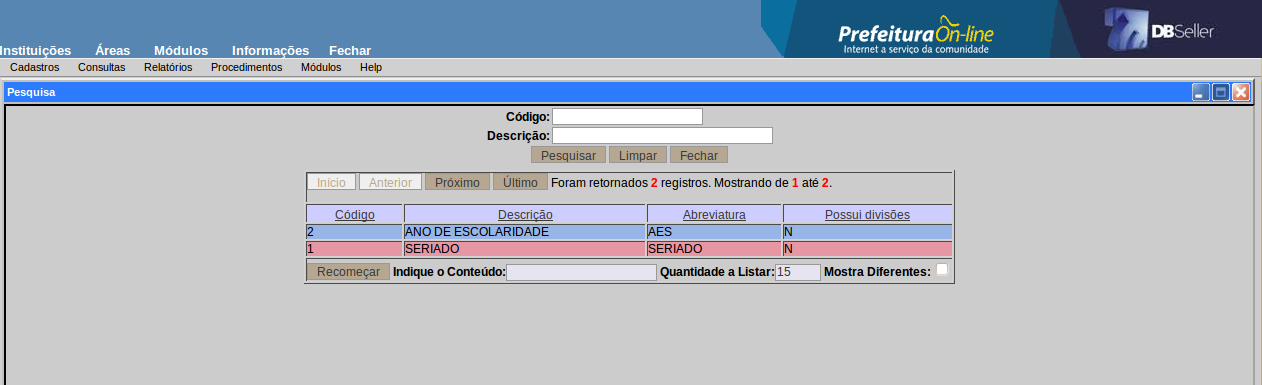 PrefeituraOn-line
Internet a serviço da comunidade
DBSeller
Instituições Áreas Módulos Informações Fechar
Cadastros Consultas Relatórios Procedimentos Módulos Help
Pesquisa
Código:
Descrição:
Pesquisar Limpar Fechar
Início Anterior Próximo Último Foram retornados 2 registros. Mostrando de 1 até 2.
Código Descrição Abreviatura Possui divisões
2 ANO DE ESCOLARIDADE AES N
1 SERIADO SERIADO N
Recomeçar Indique o Conteúdo: Quantidade a Listar: 15 Mostra Diferentes: